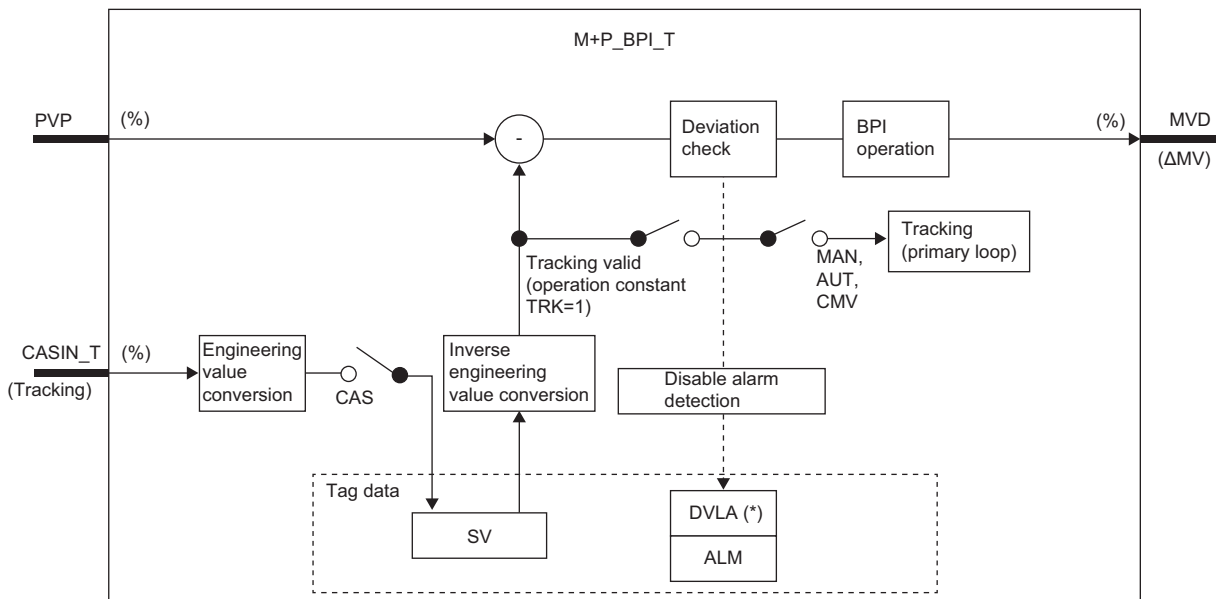 M+P_BPI_T
PVP
(%)
-
Deviation
check
BPI
operation
(%)
MVD
(ΔMV)
Tracking valid
(operation constant
TRK=1)
MAN,
AUT,
CMV
Tracking
(primary loop)
CASIN_T
(%)
(Tracking)
Engineering
value
conversion
CAS
Inverse
engineering
value conversion
Disable alarm
detection
Tag data
SV
DVLA (*)
ALM